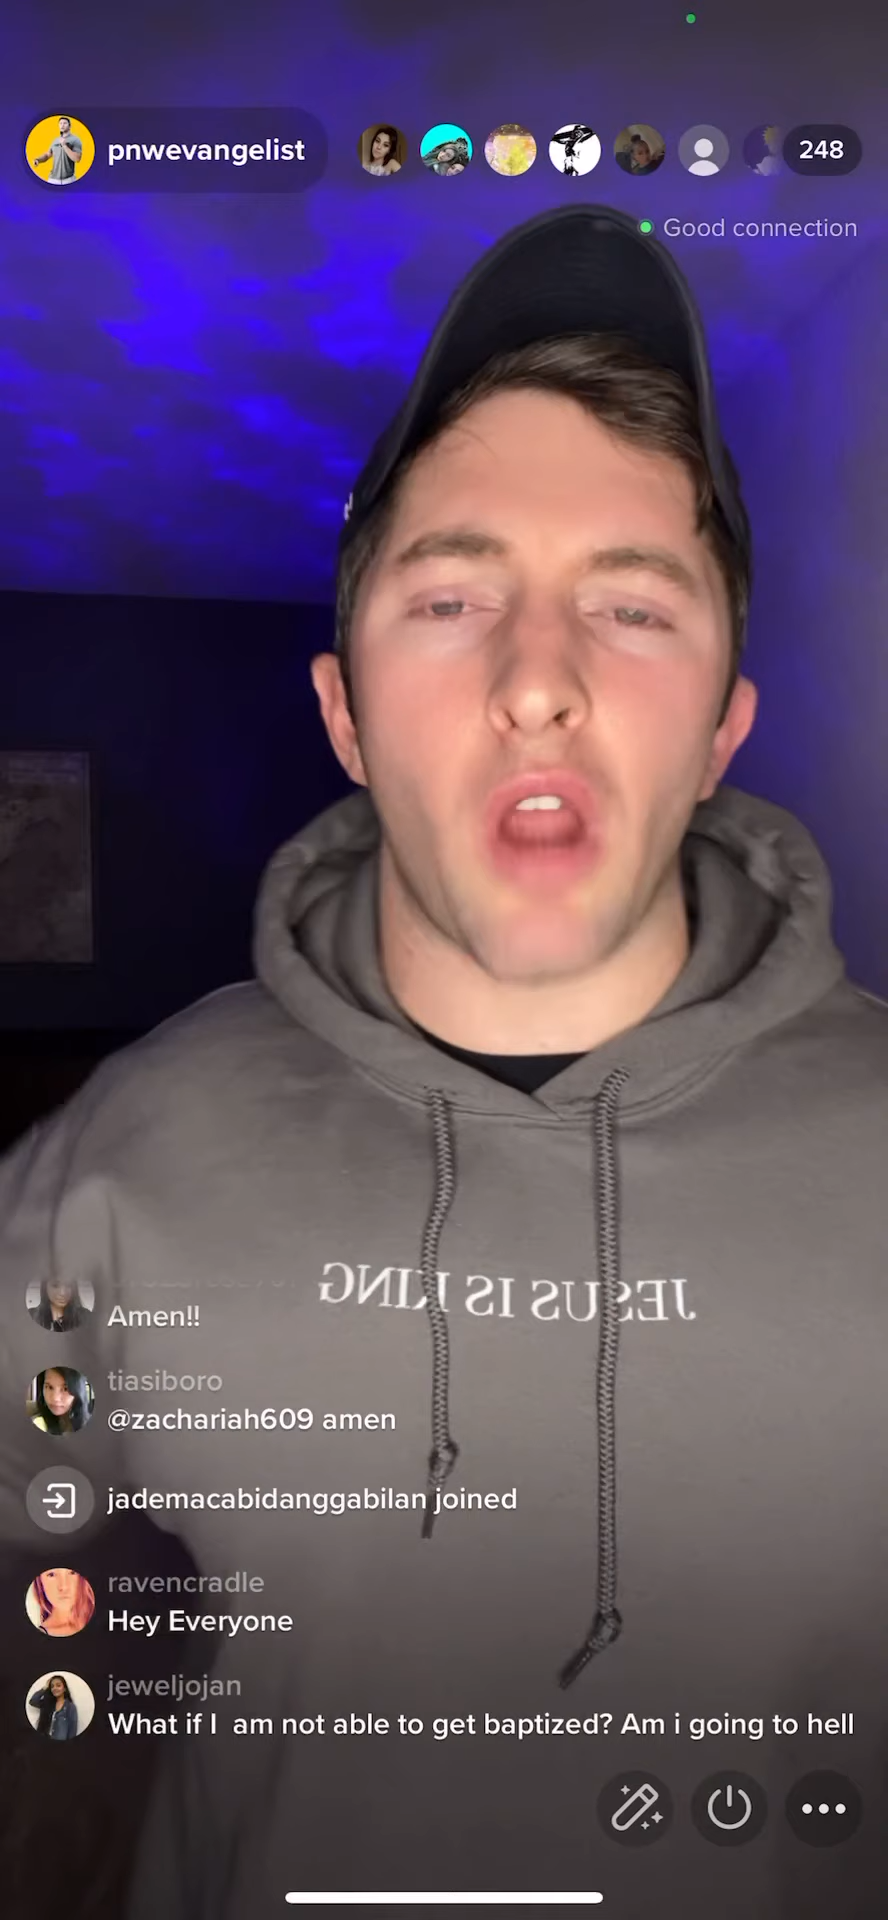 pnwevangelist
248
Good connection
JESUS IS KING
Amen!!
tiasiboro
@zachariah609 amen
jademacabidanggabilan joined
ravencradle
Hey Everyone
jeweljojan
What if I am not able to get baptized? Am i going to hell